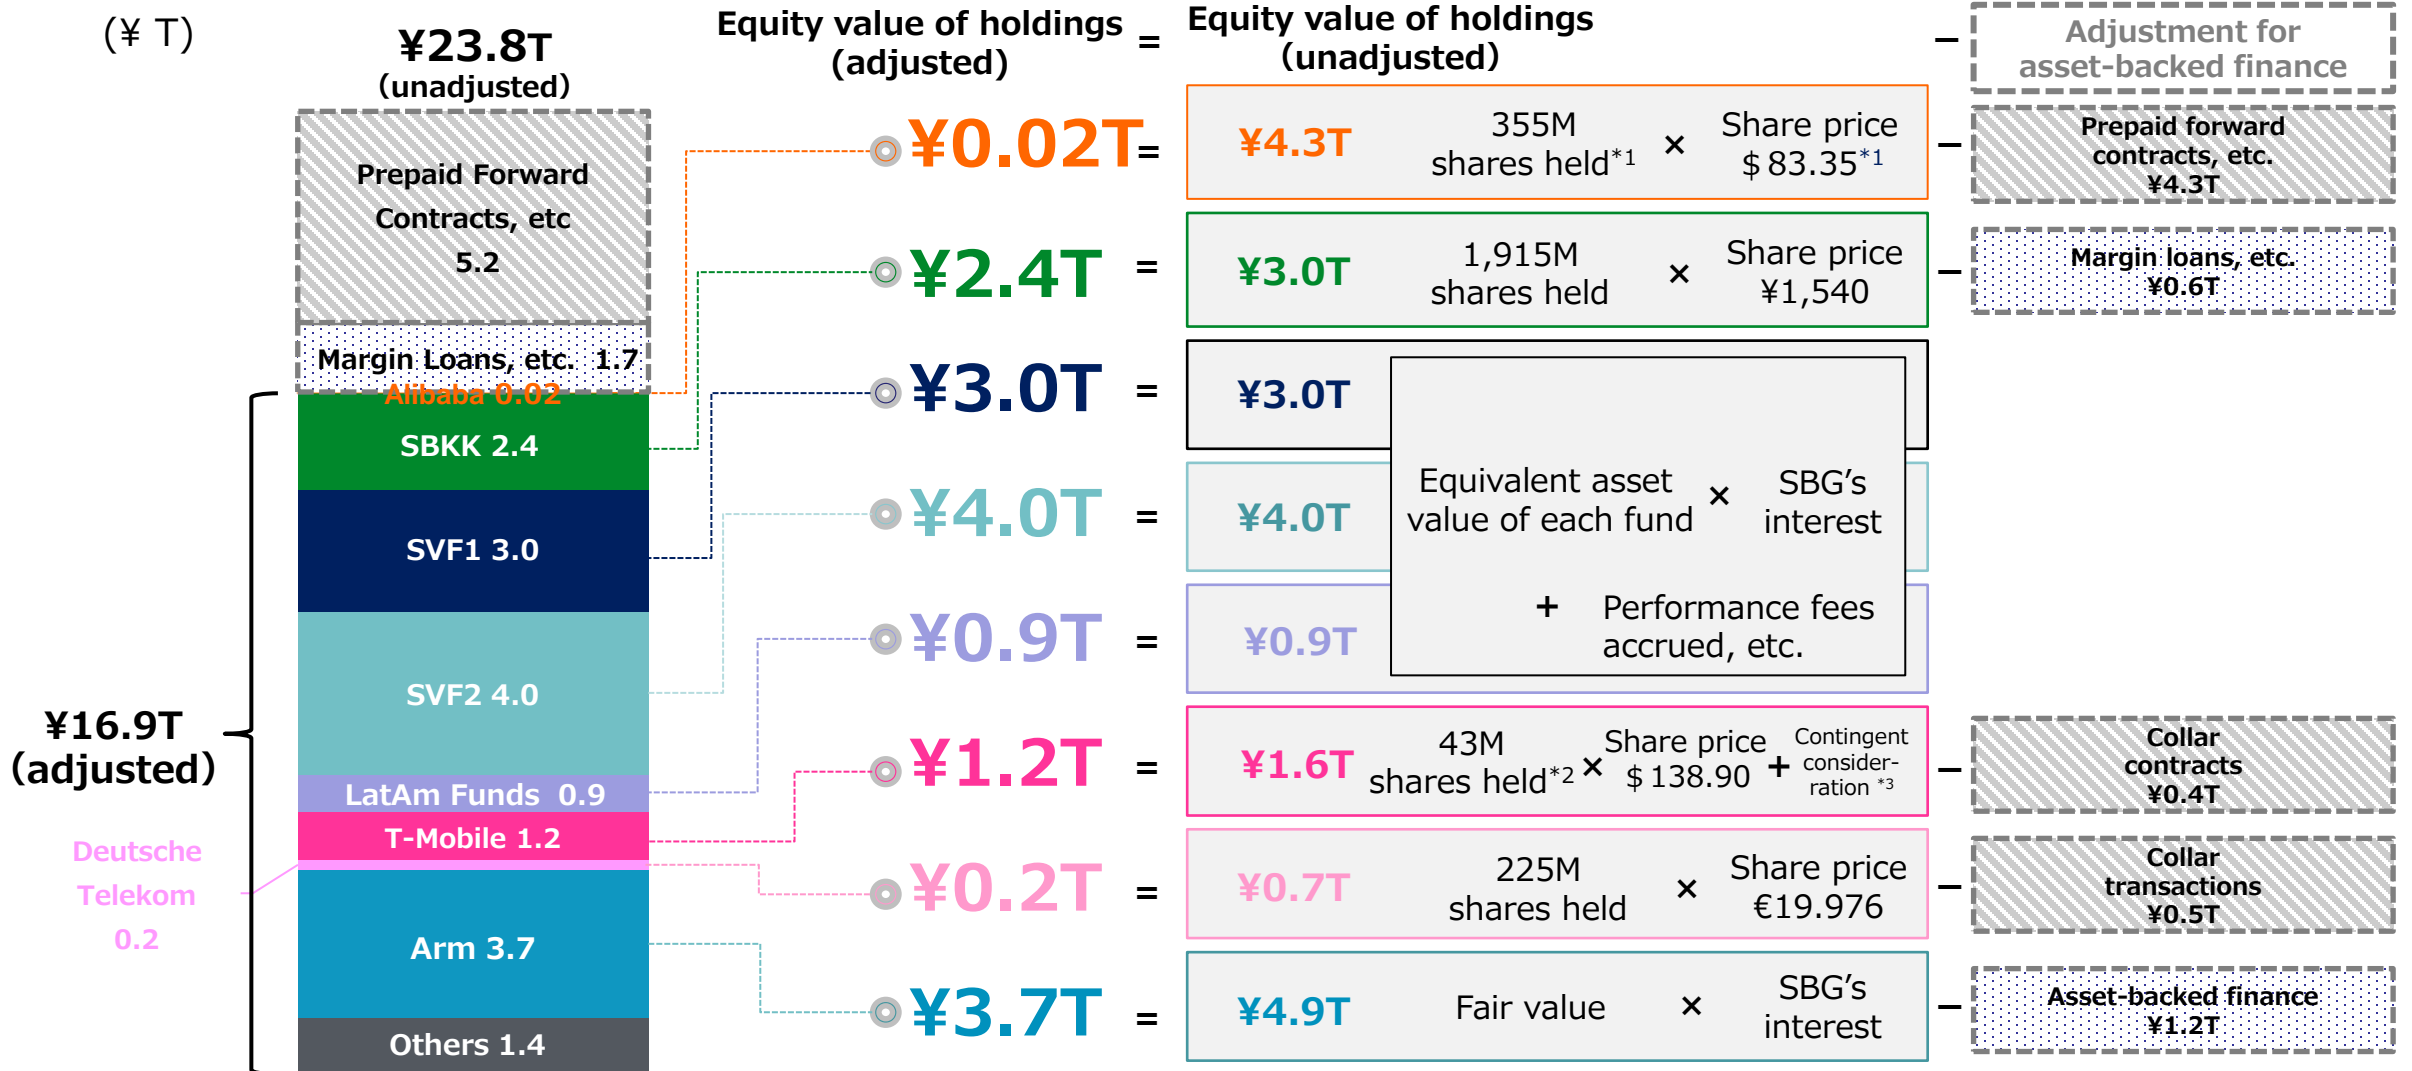 (¥ T)
¥23.8T
(unadjusted)
Prepaid Forward
Contracts, etc
5.2
Margin Loans, etc. 1.7
Alibaba 0.02
SBKK 2.4
SVF1 3.0
SVF2 4.0
LatAm Funds 0.9
T-Mobile 1.2
Arm 3.7
Others 1.4
¥16.9T
(adjusted)
Deutsche
Telekom
0.2
Equity value of holdings
(adjusted)
=
Equity value of holdings
(unadjusted)
−
Adjustment for
asset-backed finance
¥0.02T
=
¥4.3T
355M
shares held*1
×
Share price
$ 83.35*1
−
Prepaid forward
contracts, etc.
¥4.3T
¥2.4T
=
¥3.0T
1,915M
shares held
×
Share price
¥1,540
−
Margin loans, etc.
¥0.6T
¥3.0T
=
¥3.0T
¥4.0T
=
¥4.0T
¥0.9T
=
¥0.9T
Equivalent asset
value of each fund
×
SBG’s
interest
+
Performance fees
accrued, etc.
¥1.2T
=
¥1.6T
43M
shares held*2
×
Share price
$ 138.90
+
Contingent
consider-
ration *3
−
Collar
contracts
¥0.4T
¥0.2T
=
¥0.7T
225M
shares held
×
Share price
€19.976
−
Collar
transactions
¥0.5T
¥3.7T
=
¥4.9T
Fair value
×
SBG’s
interest
−
Asset-backed finance
¥1.2T